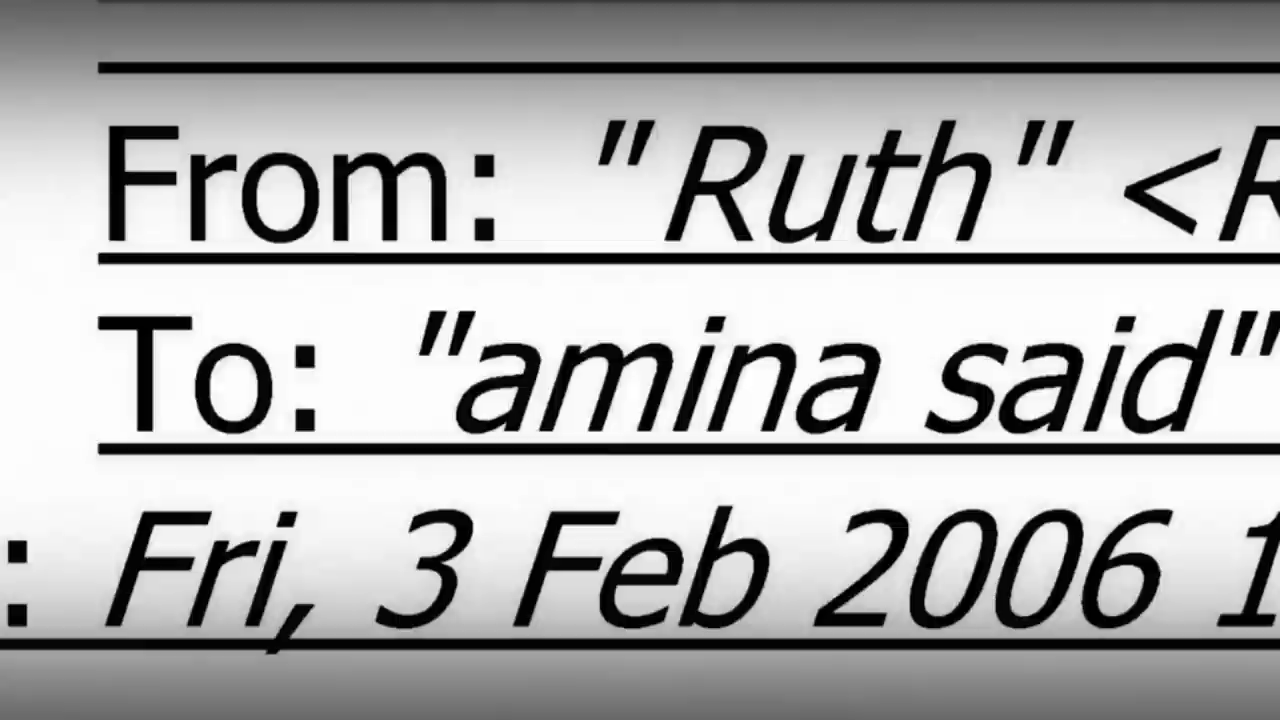 From: "Ruth" <R
To: "amina said"
: Fri, 3 Feb 2006 1